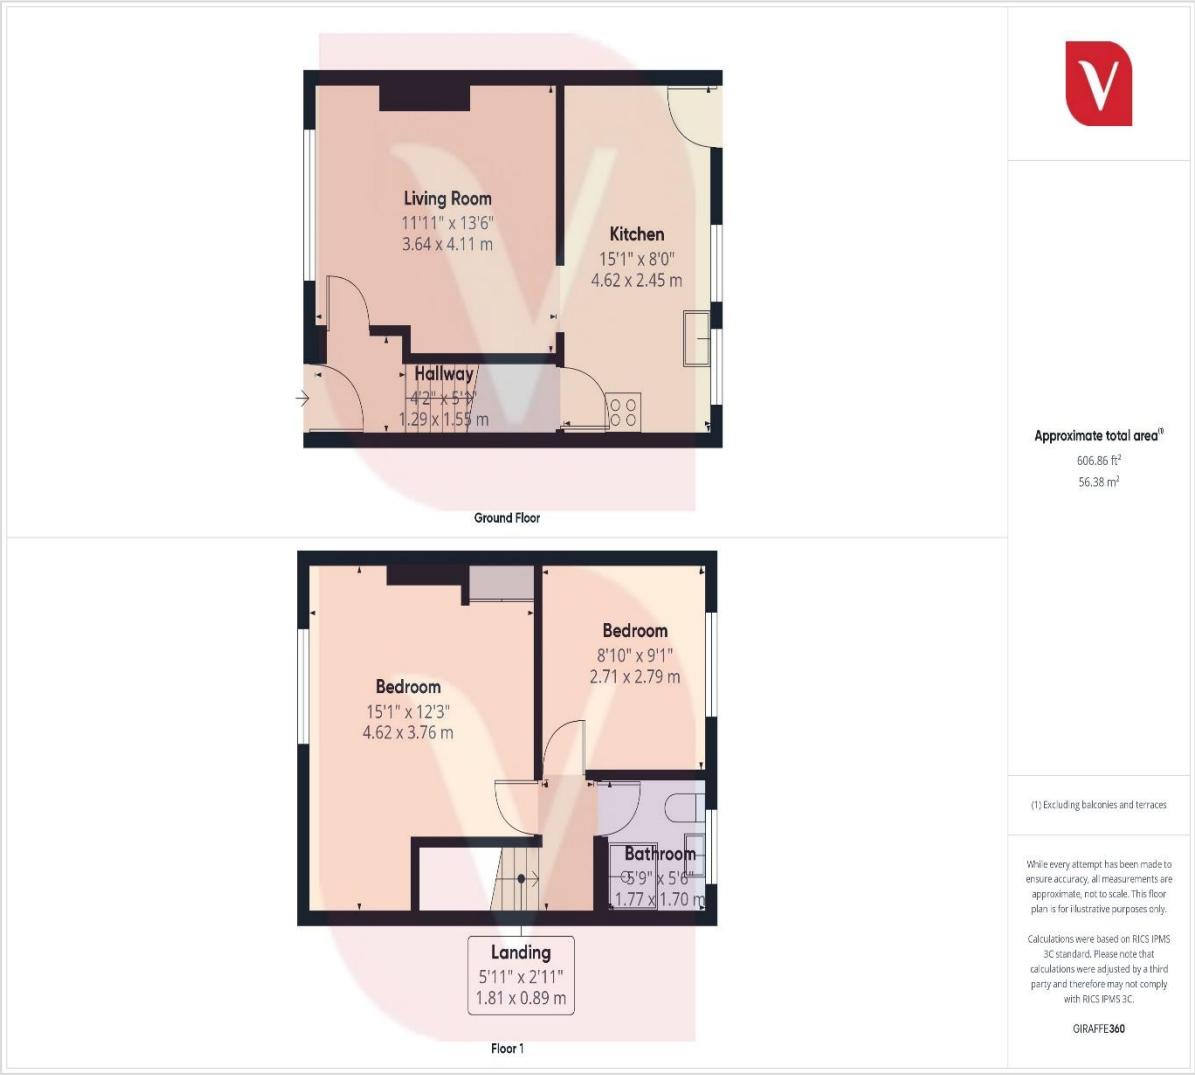 Living Room
11'11" x 13'6"
3.64 x 4.11 m
Kitchen
15'1" x 8'0"
4.62 x 2.45 m
Hallway
4'2" x 5'1"
1.29 x 1.55 m
Ground Floor
Bedroom
15'1" x 12'3"
4.62 x 3.76 m
Bedroom
8'10" x 9'1"
2.71 x 2.79 m
Bathroom
5'9" x 5'6"
1.77 x 1.70 m
Landing
5'11" x 2'11"
1.81 x 0.89 m
Floor 1
V
Approximate total area⁽¹⁾
606.86 ft²
56.38 m²
(1) Excluding balconies and terraces
While every attempt has been made to
ensure accuracy, all measurements are
approximate, not to scale. This floor
plan is for illustrative purposes only.
Calculations were based on RICS IPMS
3C standard. Please note that
calculations were adjusted by a third
party and therefore may not comply
with RICS IPMS 3C.
GIRAFFE360